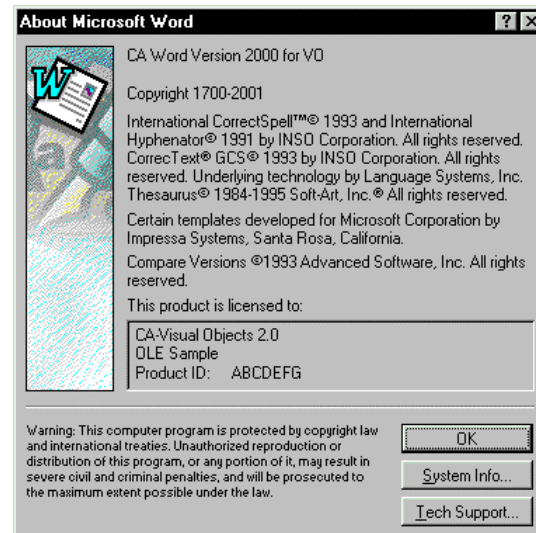 About Microsoft Word
CA Word Version 2000 for VO
Copyright 1700-2001
International CorrectSpell™© 1993 and International
Hyphenator© 1991 by INSO Corporation. All rights reserved.
CorrecText® GCS© 1993 by INSO Corporation. All rights
reserved. Underlying technology by Language Systems, Inc.
Thesaurus© 1984-1995 Soft-Art, Inc.® All rights reserved.
Certain templates developed for Microsoft Corporation by
Impressa Systems, Santa Rosa, California.
Compare Versions ©1993 Advanced Software, Inc. All rights
reserved.
This product is licensed to:
CA-Visual Objects 2.0
OLE Sample
Product ID: ABCDEFG
Warning: This computer program is protected by copyright law
and international treaties. Unauthorized reproduction or
distribution of this program, or any portion of it, may result in
severe civil and criminal penalties, and will be prosecuted to
the maximum extent possible under the law.
OK
System Info...
Tech Support...